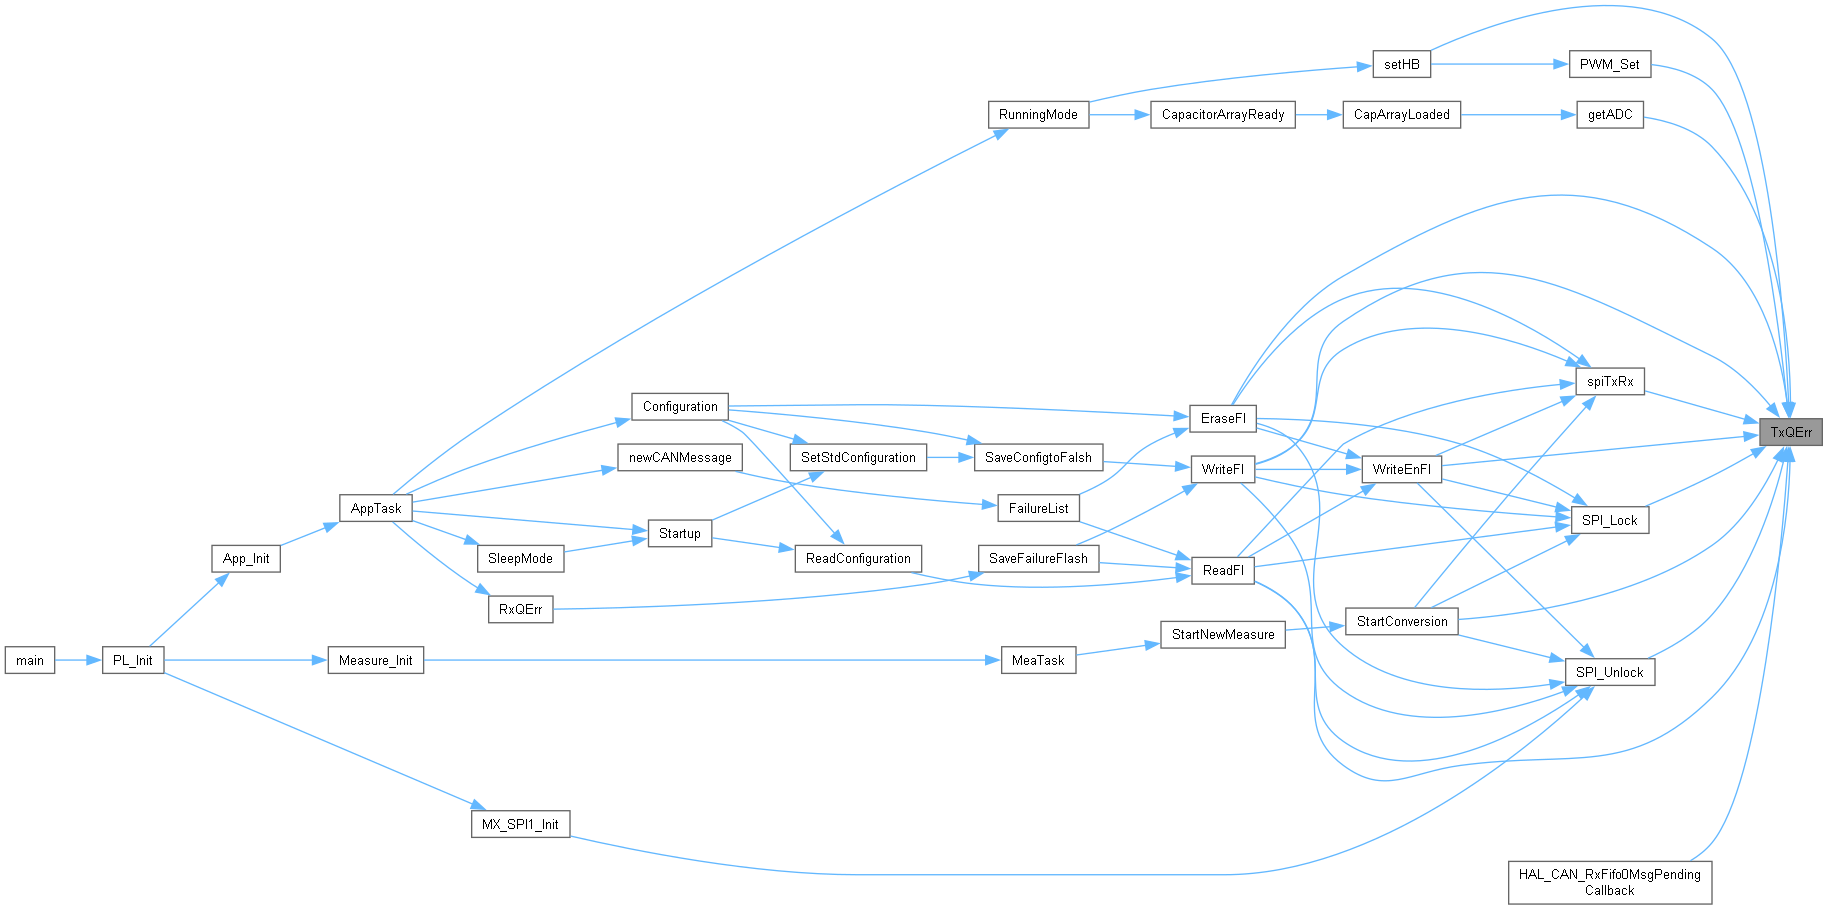 setHB
PWM_Set
RunningMode
CapacitorArrayReady
CapArrayLoaded
getADC
spiTxRx
Configuration
EraseFl
TxQErr
newCANMessage
SetStdConfiguration
SaveConfigtoFalsh
WriteFl
WriteEnFl
AppTask
FailureList
SPI_Lock
Startup
App_Init
SleepMode
ReadConfiguration
SaveFailureFlash
ReadFl
RxQErr
StartConversion
StartNewMeasure
main
PL_Init
Measure_Init
MeaTask
SPI_Unlock
MX_SPI1_Init
HAL_CAN_RxFifo0MsgPending
Callback